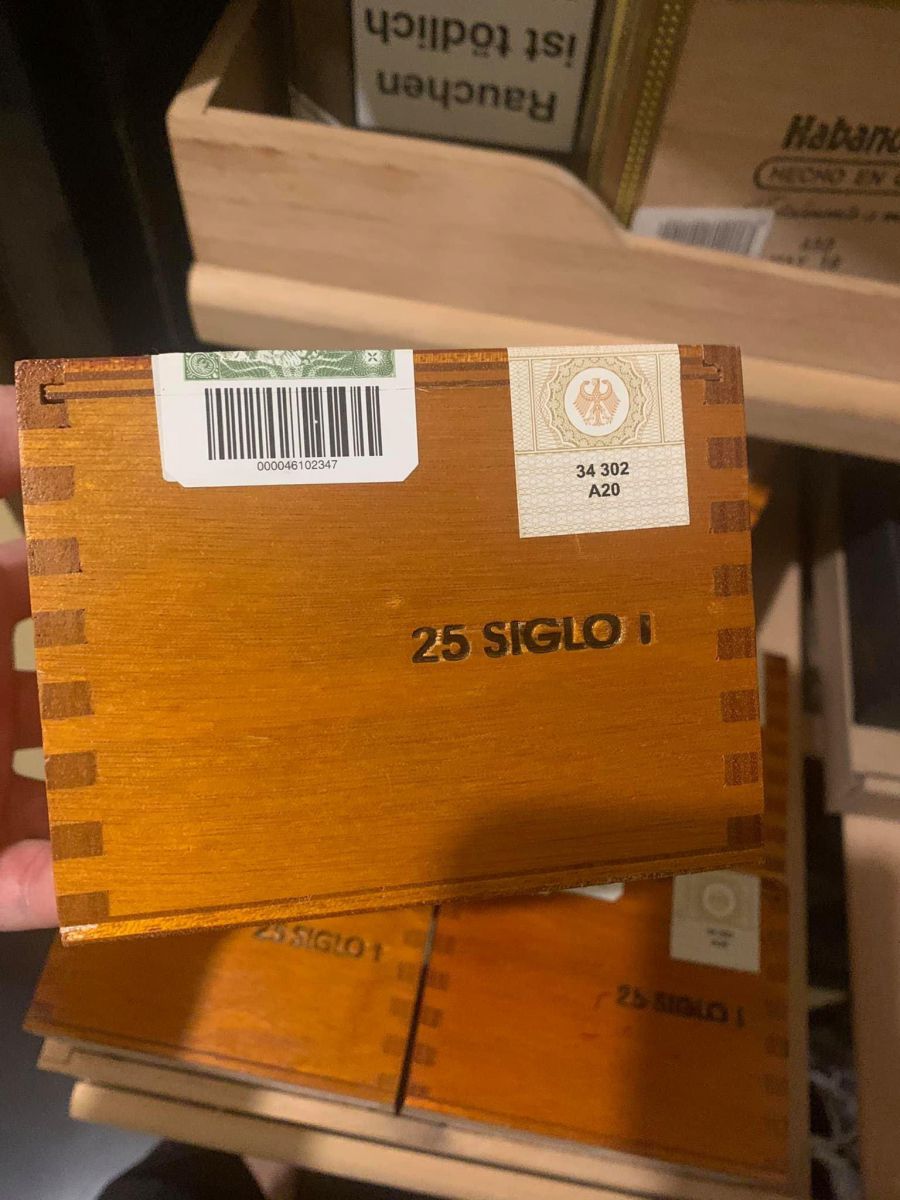 Rauchen
ist tödlich
Habano
HECHO EN
000046102347
34 302
A20
25 SIGLO I
25 SIGLO I
25 SIGLO I